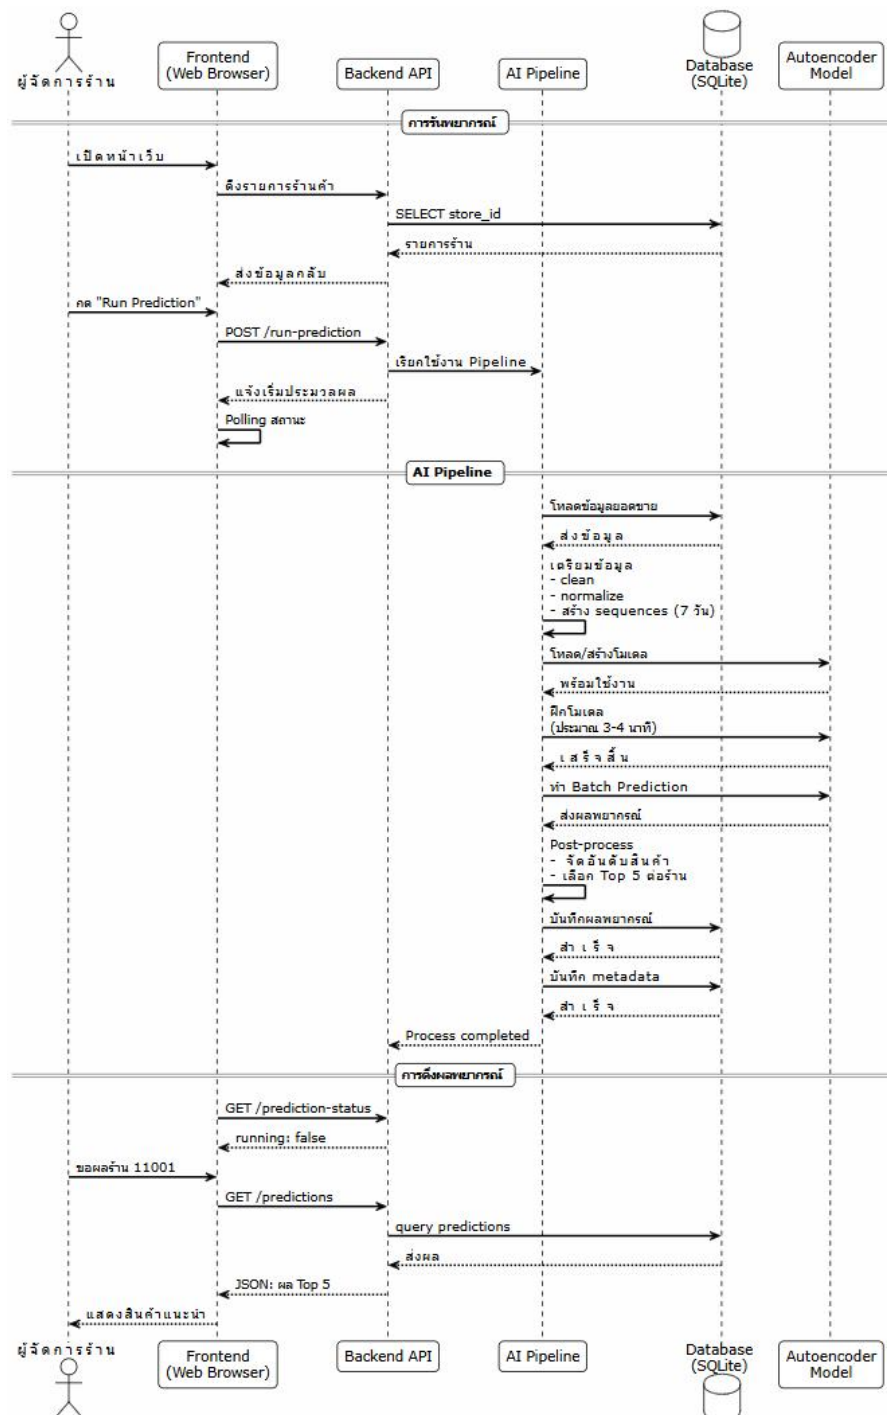 ผู้จัดการร้าน
Frontend
(Web Browser)
Backend API
AI Pipeline
Database
(SQLite)
Autoencoder
Model
การรันพยากรณ์
เปิดหน้าเว็บ
ดึงรายการร้านค้า
SELECT store_id
รายการร้าน
ส่งข้อมูลกลับ
กด "Run Prediction"
POST /run-prediction
เรียกใช้งาน Pipeline
แจ้งเริ่มประมวลผล
Polling สถานะ
AI Pipeline
โหลดข้อมูลยอดขาย
ส่งข้อมูล
เตรียมข้อมูล
- clean
- normalize
- สร้าง sequences (7 วัน)
โหลด/สร้างโมเดล
พร้อมใช้งาน
ฝึกโมเดล
(ประมาณ 3-4 นาที)
เสร็จสิ้น
ทำ Batch Prediction
ส่งผลพยากรณ์
Post-process
- จัดอันดับสินค้า
- เลือก Top 5 ต่อร้าน
บันทึกผลพยากรณ์
สำเร็จ
บันทึก metadata
สำเร็จ
Process completed
การดึงผลพยากรณ์
GET /prediction-status
running: false
ขอผลร้าน 11001
GET /predictions
query predictions
ส่งผล
JSON: ผล Top 5
แสดงสินค้าแนะนำ
ผู้จัดการร้าน
Frontend
(Web Browser)
Backend API
AI Pipeline
Database
(SQLite)
Autoencoder
Model